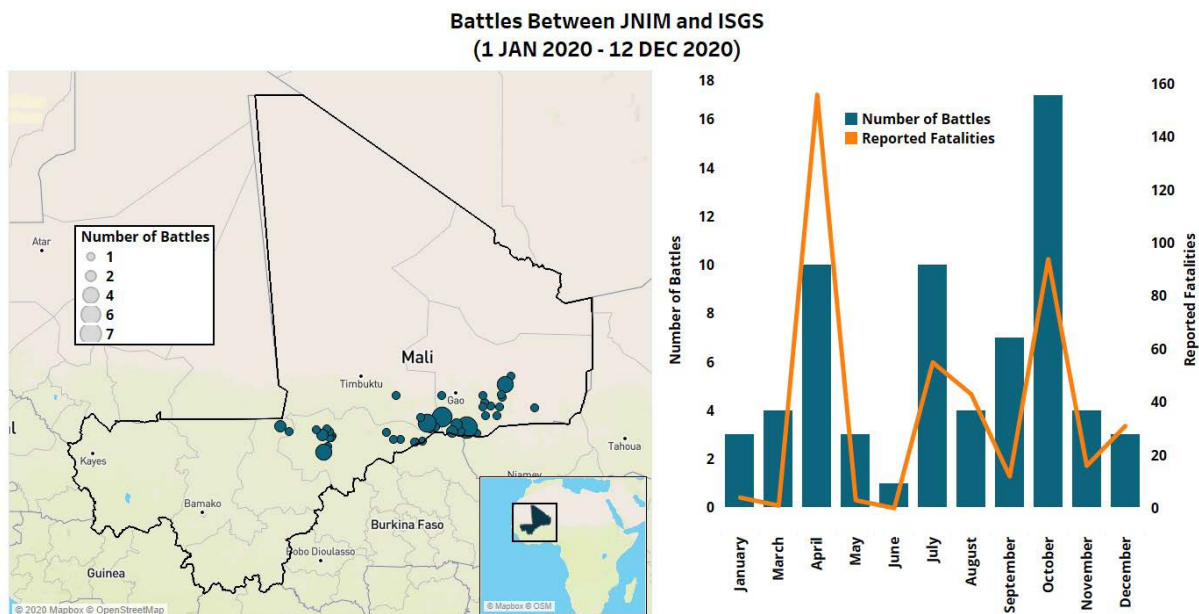 Battles Between JNIM and ISGS
(1 JAN 2020 - 12 DEC 2020)
Atar
Number of Battles
1
2
4
6
7
Mali
Timbuktu
Gao
Kayes
Bamako
Tahoua
Niamey
Burkina Faso
Bobo Dioulasso
Guinea
© 2020 Mapbox © OpenStreetMap
© Mapbox © OSM
Number of Battles
Reported Fatalities
Number of Battles
18
16
14
12
10
8
6
4
2
0
Reported Fatalities
160
140
120
100
80
60
40
20
0
January
March
April
May
June
July
August
September
October
November
December